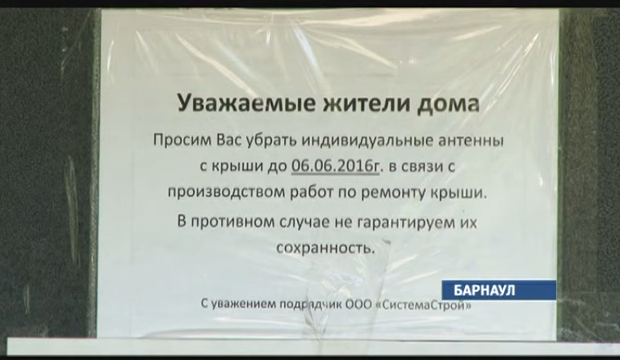 Уважаемые жители дома
Просим Вас убрать индивидуальные антенны
с крыши до 06.06.2016г. в связи с
производством работ по ремонту крыши.
В противном случае не гарантируем их
сохранность.
БАРНАУЛ
С уважением подрядчик ООО «СистемаСтрой»